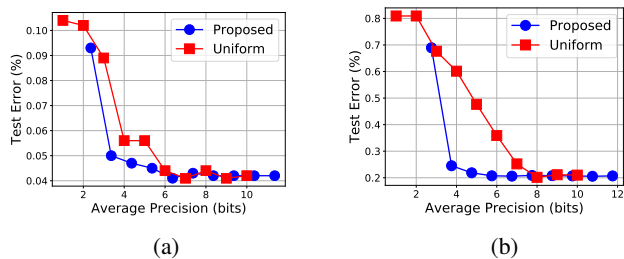 0.10
0.09
0.08
0.07
0.06
0.05
0.04
Test Error (%)
2 4 6 8 10
Average Precision (bits)
Proposed
Uniform
(a)
0.8
0.7
0.6
0.5
0.4
0.3
0.2
Test Error (%)
0 2 4 6 8 10 12
Average Precision (bits)
Proposed
Uniform
(b)